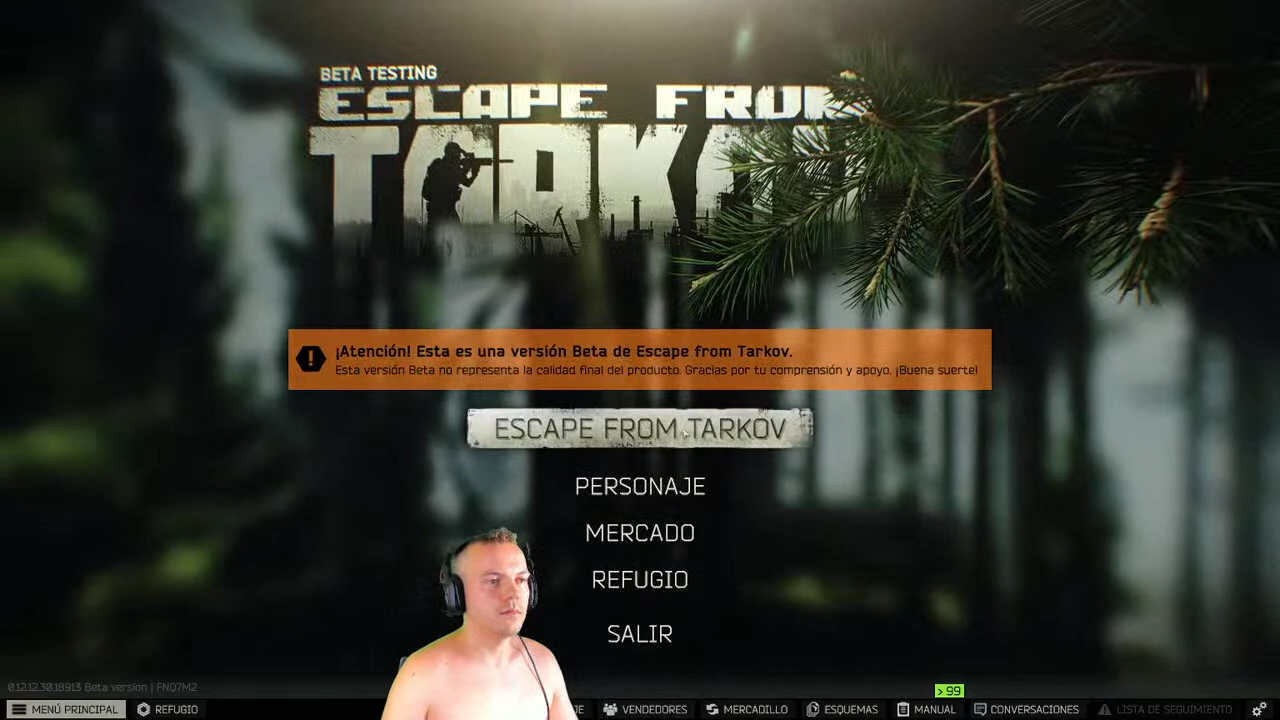 BETA TESTING
ESCAPE FROM
TARKOV
¡Atención! Esta es una versión Beta de Escape from Tarkov.
Esta versión Beta no representa la calidad final del producto. Gracias por tu comprensión y apoyo. ¡Buena suerte!
ESCAPE FROM TARKOV
PERSONAJE
MERCADO
REFUGIO
SALIR
0.12.12.30.18913 Beta version | FNQ7M2
> 99
MENÚ PRINCIPAL REFUGIO JE VENDEDORES MERCADILLO ESQUEMAS MANUAL CONVERSACIONES LISTA DE SEGUIMIENTO